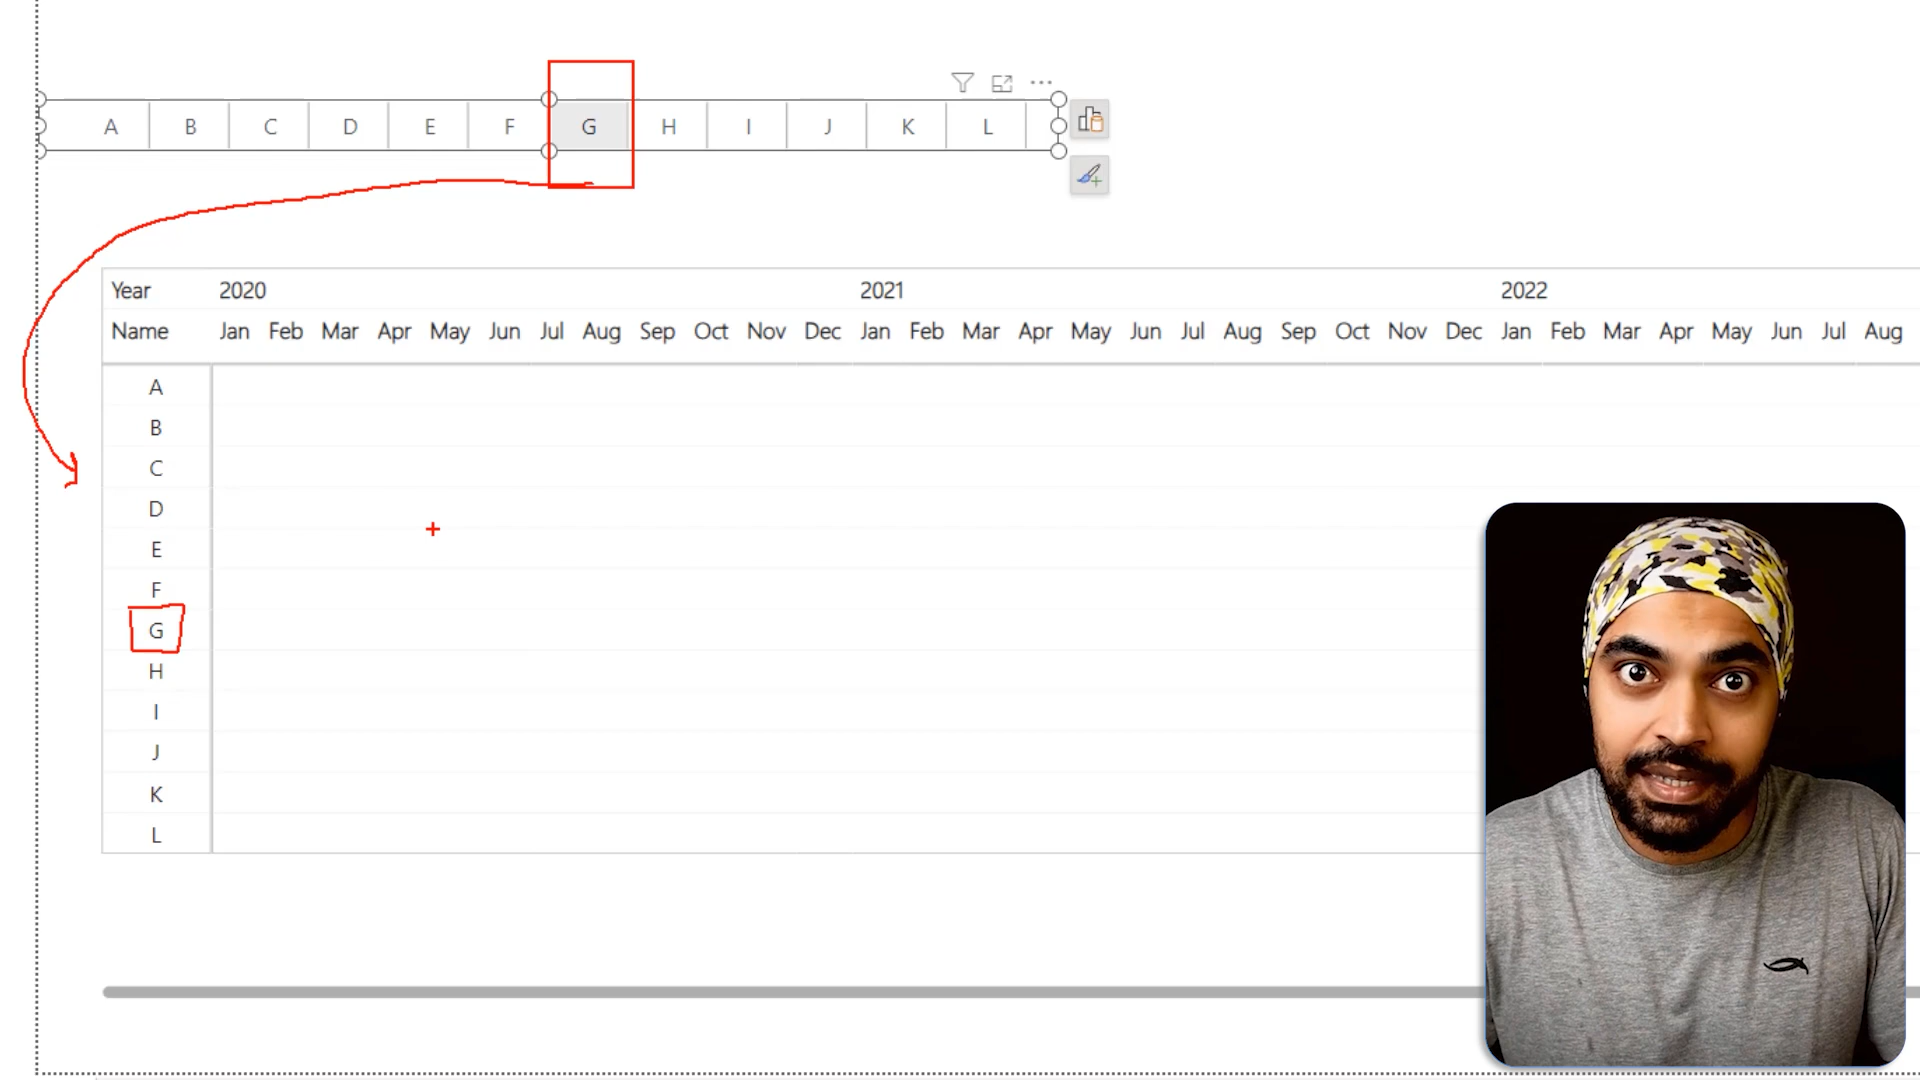 A B C D E F G H I J K L
Year 2020 2021 2022
Name Jan Feb Mar Apr May Jun Jul Aug Sep Oct Nov Dec Jan Feb Mar Apr May Jun Jul Aug Sep Oct Nov Dec Jan Feb Mar Apr May Jun Jul Aug
A
B
C
D
E
F
G
H
I
J
K
L